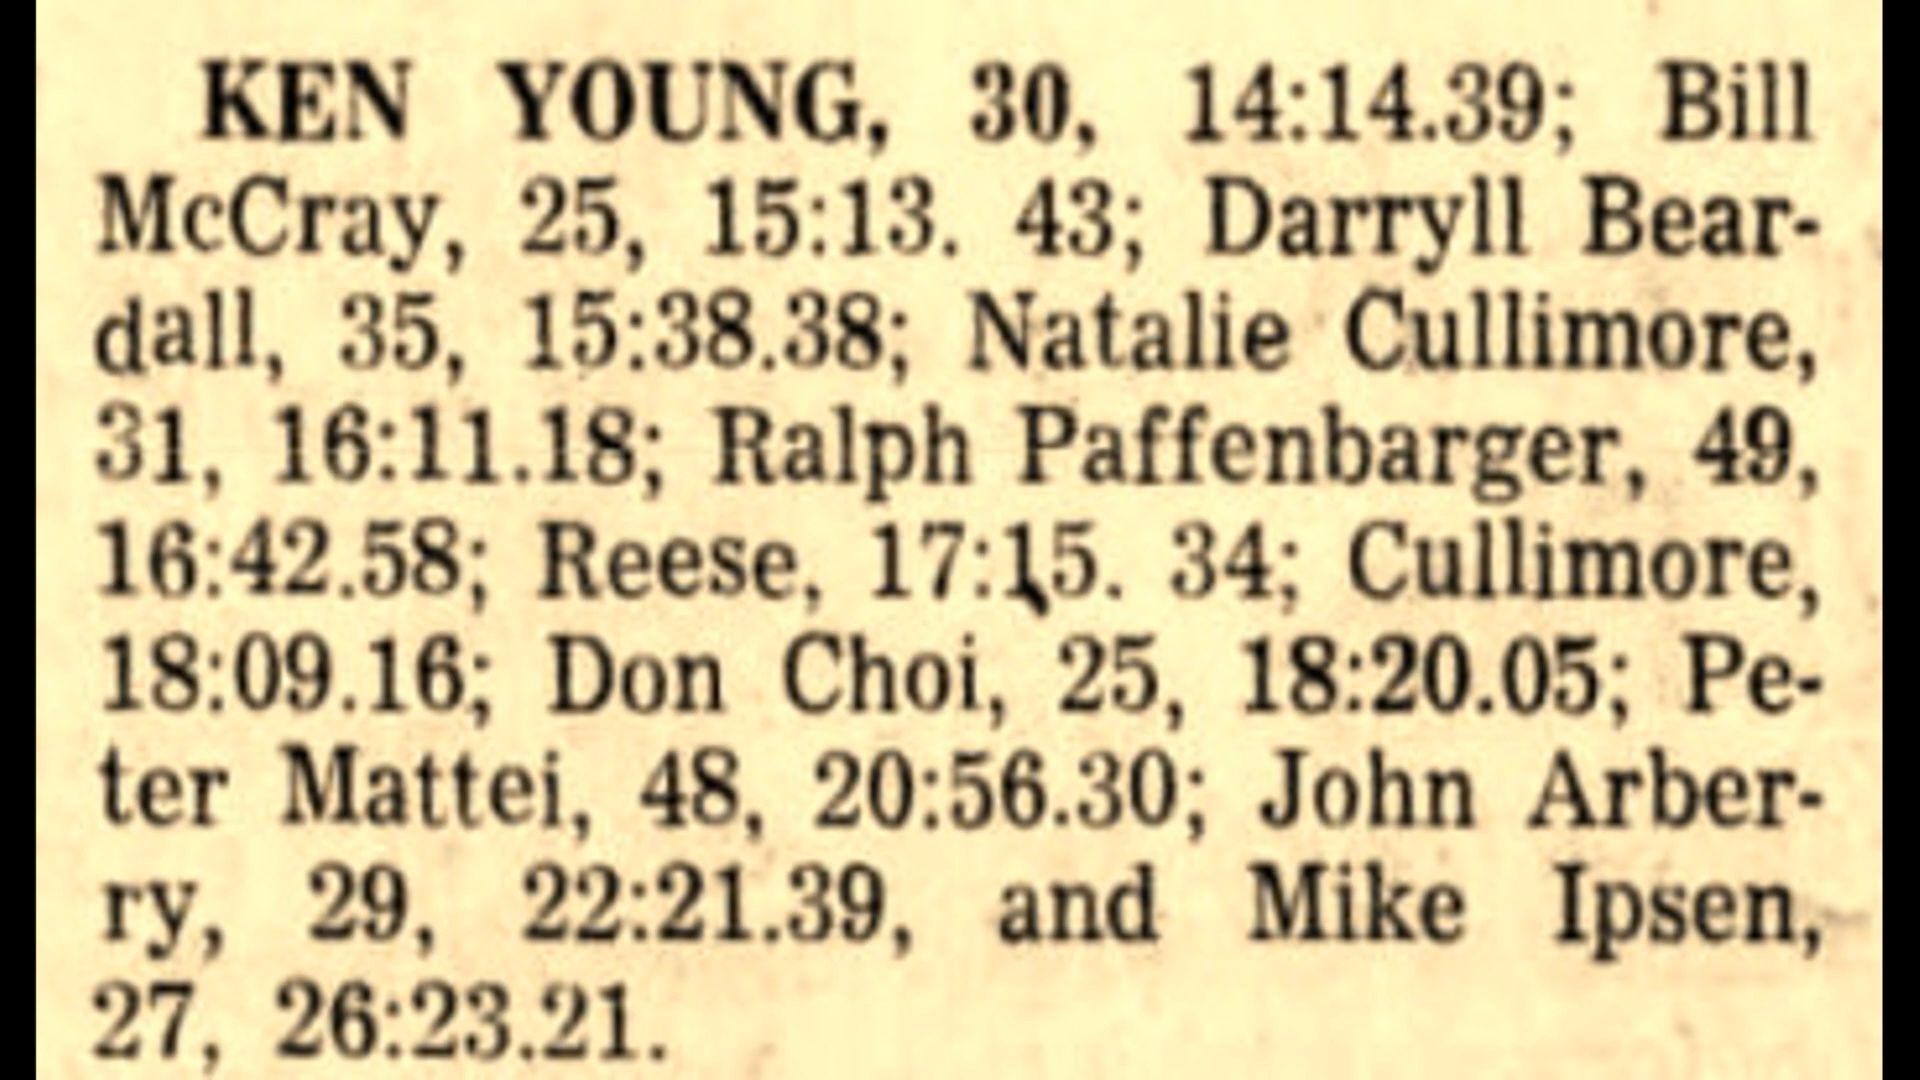 KEN YOUNG, 30, 14:14.39; Bill
McCray, 25, 15:13. 43; Darryll Bear-
dall, 35, 15:38.38; Natalie Cullimore,
31, 16:11.18; Ralph Paffenbarger, 49,
16:42.58; Reese, 17:15. 34; Cullimore,
18:09.16; Don Choi, 25, 18:20.05; Pe-
ter Mattei, 48, 20:56.30; John Arber-
ry, 29, 22:21.39, and Mike Ipsen,
27, 26:23.21.